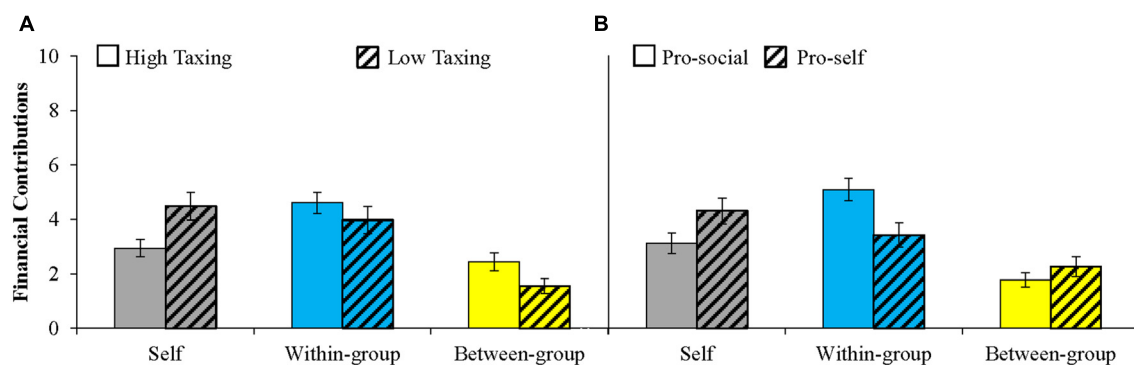 A
B
High Taxing Low Taxing
Pro-social Pro-self
Financial Contributions
10
8
6
4
2
0
Self Within-group Between-group
Self Within-group Between-group